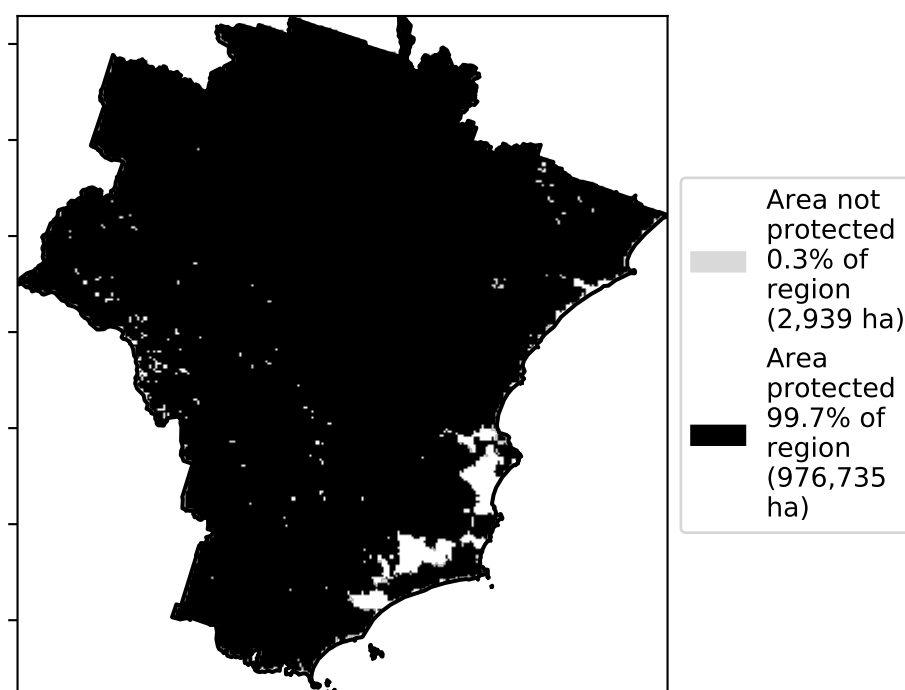 Area not
protected
0.3% of
region
(2,939 ha)
Area
protected
99.7% of
region
(976,735
ha)